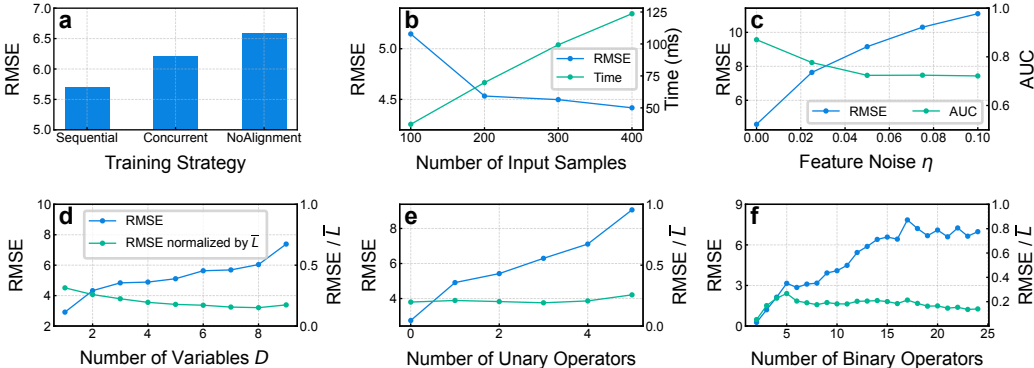 a
RMSE
7.0
6.5
6.0
5.5
5.0
Sequential
Concurrent
NoAlignment
Training Strategy
b
RMSE
5.0
4.5
RMSE
Time
100
200
300
400
Number of Input Samples
125
100
75
50
Time (ms)
c
10
8
6
RMSE
AUC
0.00
0.02
0.04
0.06
0.08
0.10
Feature Noise η
1.0
0.8
0.6
AUC
RMSE
d
RMSE
10
8
6
4
2
RMSE
RMSE normalized by L̅
0
2
4
6
8
Number of Variables D
1.0
0.5
0.0
RMSE / L̅
e
RMSE
8
6
4
0
2
4
Number of Unary Operators
1.0
0.5
0.0
RMSE / L̅
f
RMSE
9
6
3
0
0
5
10
15
20
25
Number of Binary Operators
1.0
0.8
0.6
0.4
0.2
0.0
RMSE / L̅